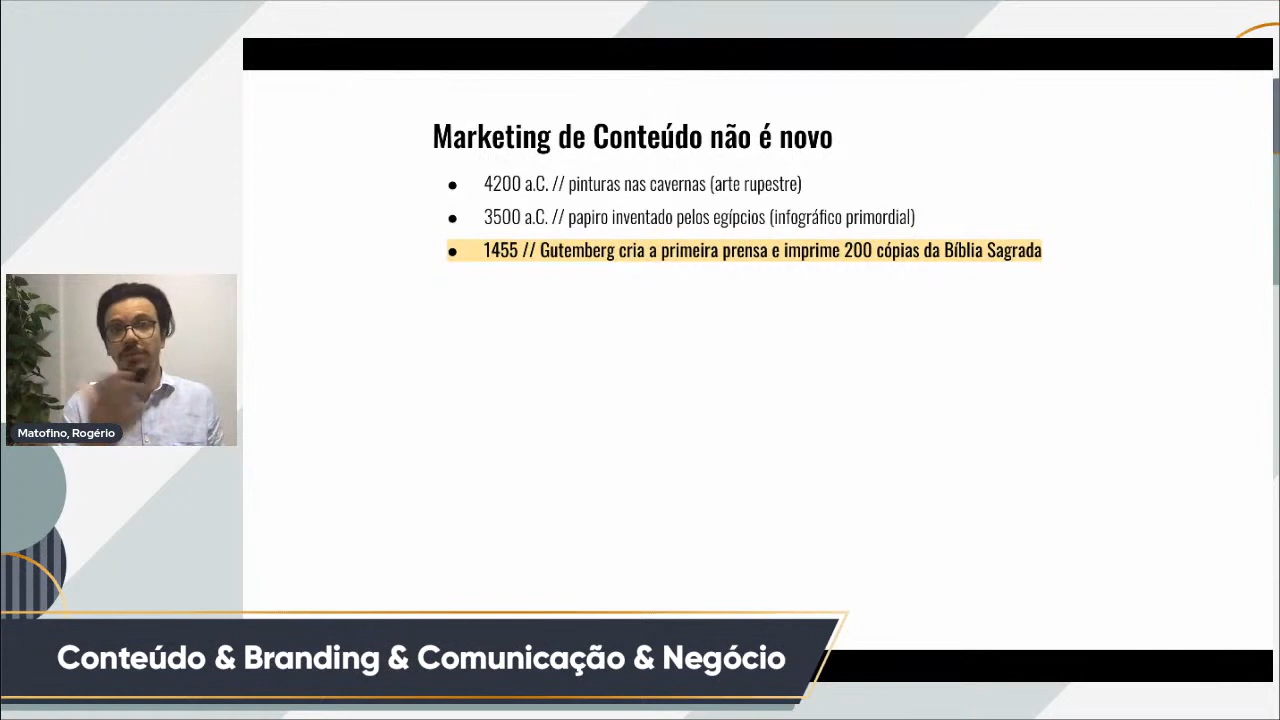 Marketing de Conteúdo não é novo
● 4200 a.C. // pinturas nas cavernas (arte rupestre)
● 3500 a.C. // papiro inventado pelos egípcios (infográfico primordial)
● 1455 // Gutemberg cria a primeira prensa e imprime 200 cópias da Bíblia Sagrada
Matofino, Rogério
Conteúdo & Branding & Comunicação & Negócio